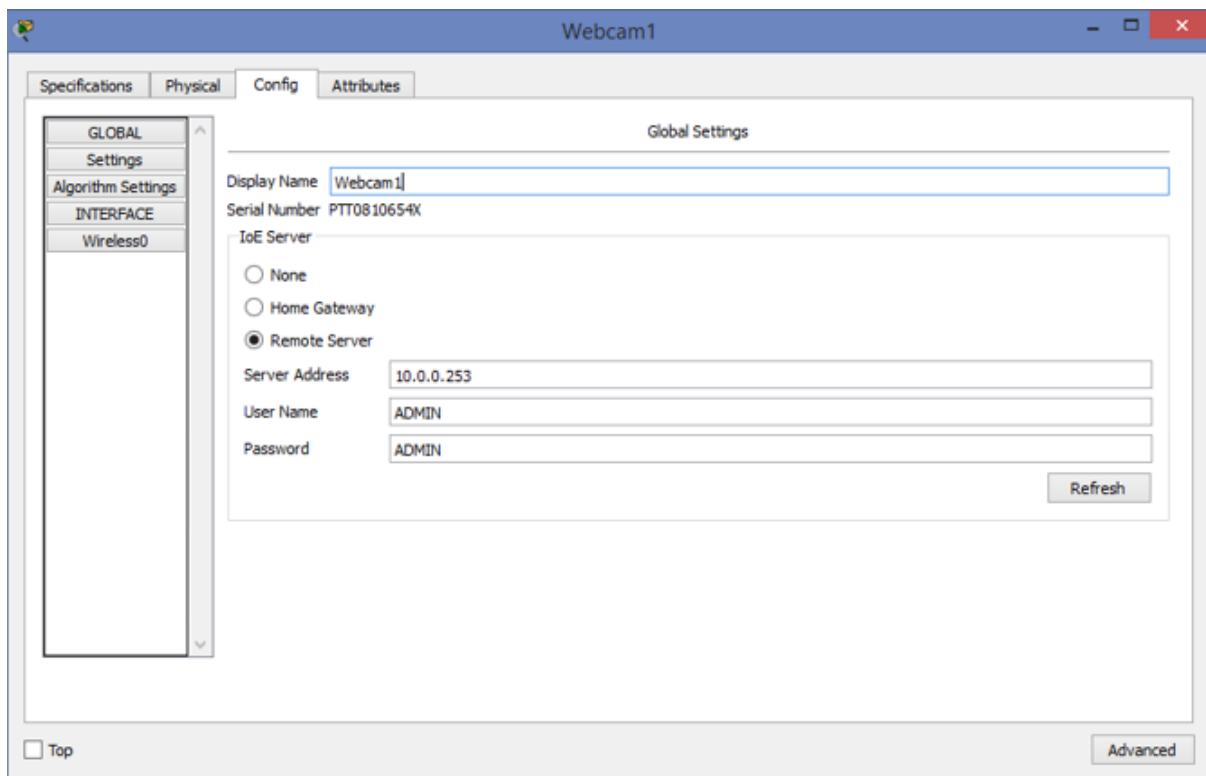 Webcam1
Specifications Physical Config Attributes
GLOBAL
Settings
Algorithm Settings
INTERFACE
Wireless0
Global Settings
Display Name Webcam1
Serial Number PTT0810654X
IoE Server
None
Home Gateway
Remote Server
Server Address 10.0.0.253
User Name ADMIN
Password ADMIN
Refresh
Top Advanced